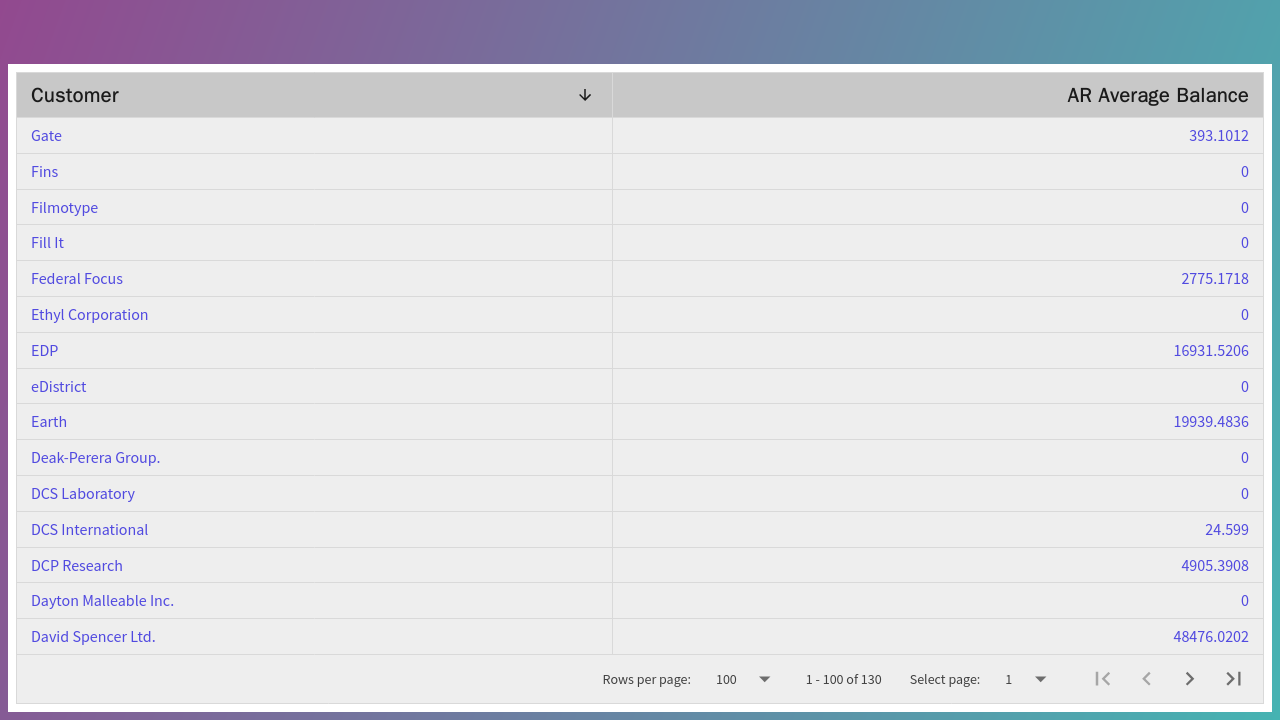 Customer AR Average Balance
Gate 393.1012
Fins 0
Filmotype 0
Fill It 0
Federal Focus 2775.1718
Ethyl Corporation 0
EDP 16931.5206
eDistrict 0
Earth 19939.4836
Deak-Perera Group. 0
DCS Laboratory 0
DCS International 24.599
DCP Research 4905.3908
Dayton Malleable Inc. 0
David Spencer Ltd. 48476.0202
Rows per page: 100 1 - 100 of 130 Select page: 1